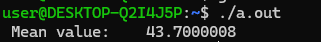 user@DESKTOP-Q2I4J5P:~$ ./a.out
 Mean value:    43.7000008